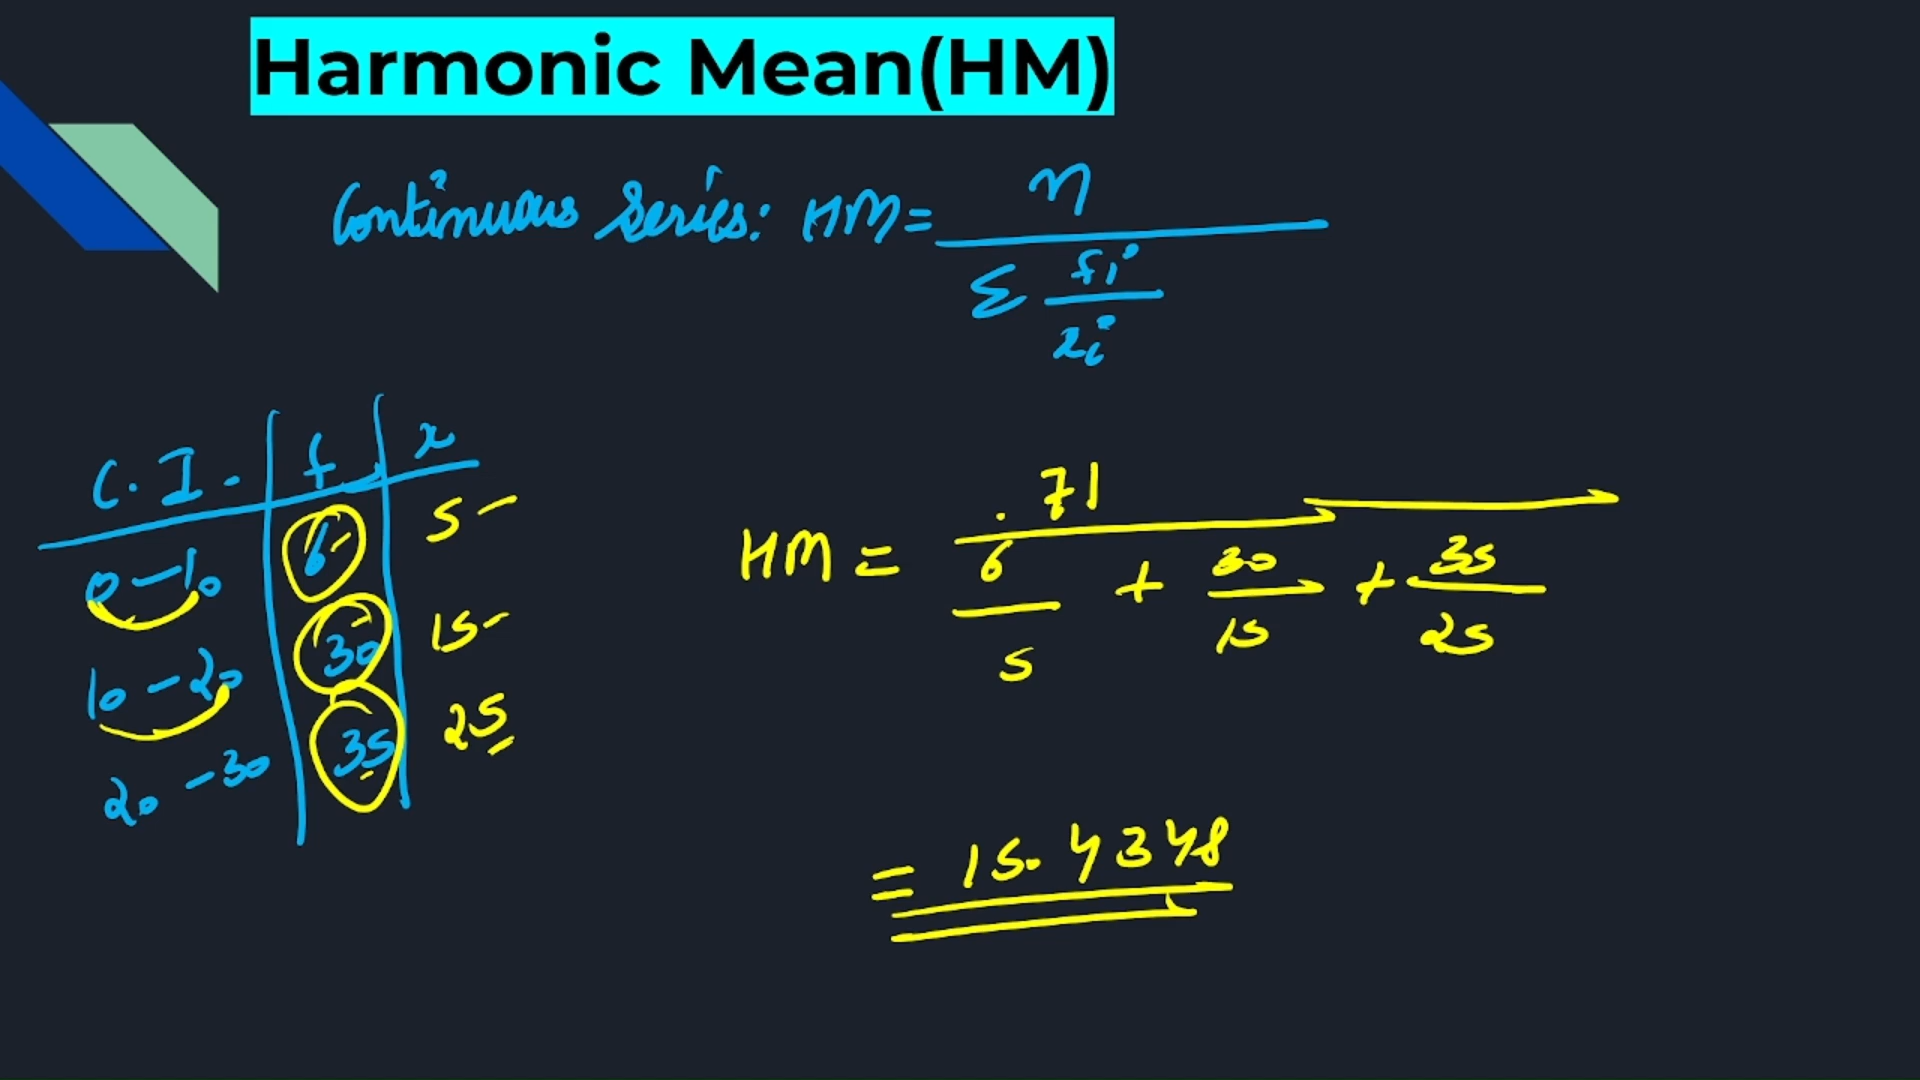 Harmonic Mean(HM)
Continuous Series: HM = n / Σ fi / xi
C.I. f x
0 - 10 6 5
10 - 20 30 15
20 - 30 35 25
HM = 71 / 6/5 + 30/15 + 35/25
= 15.4348